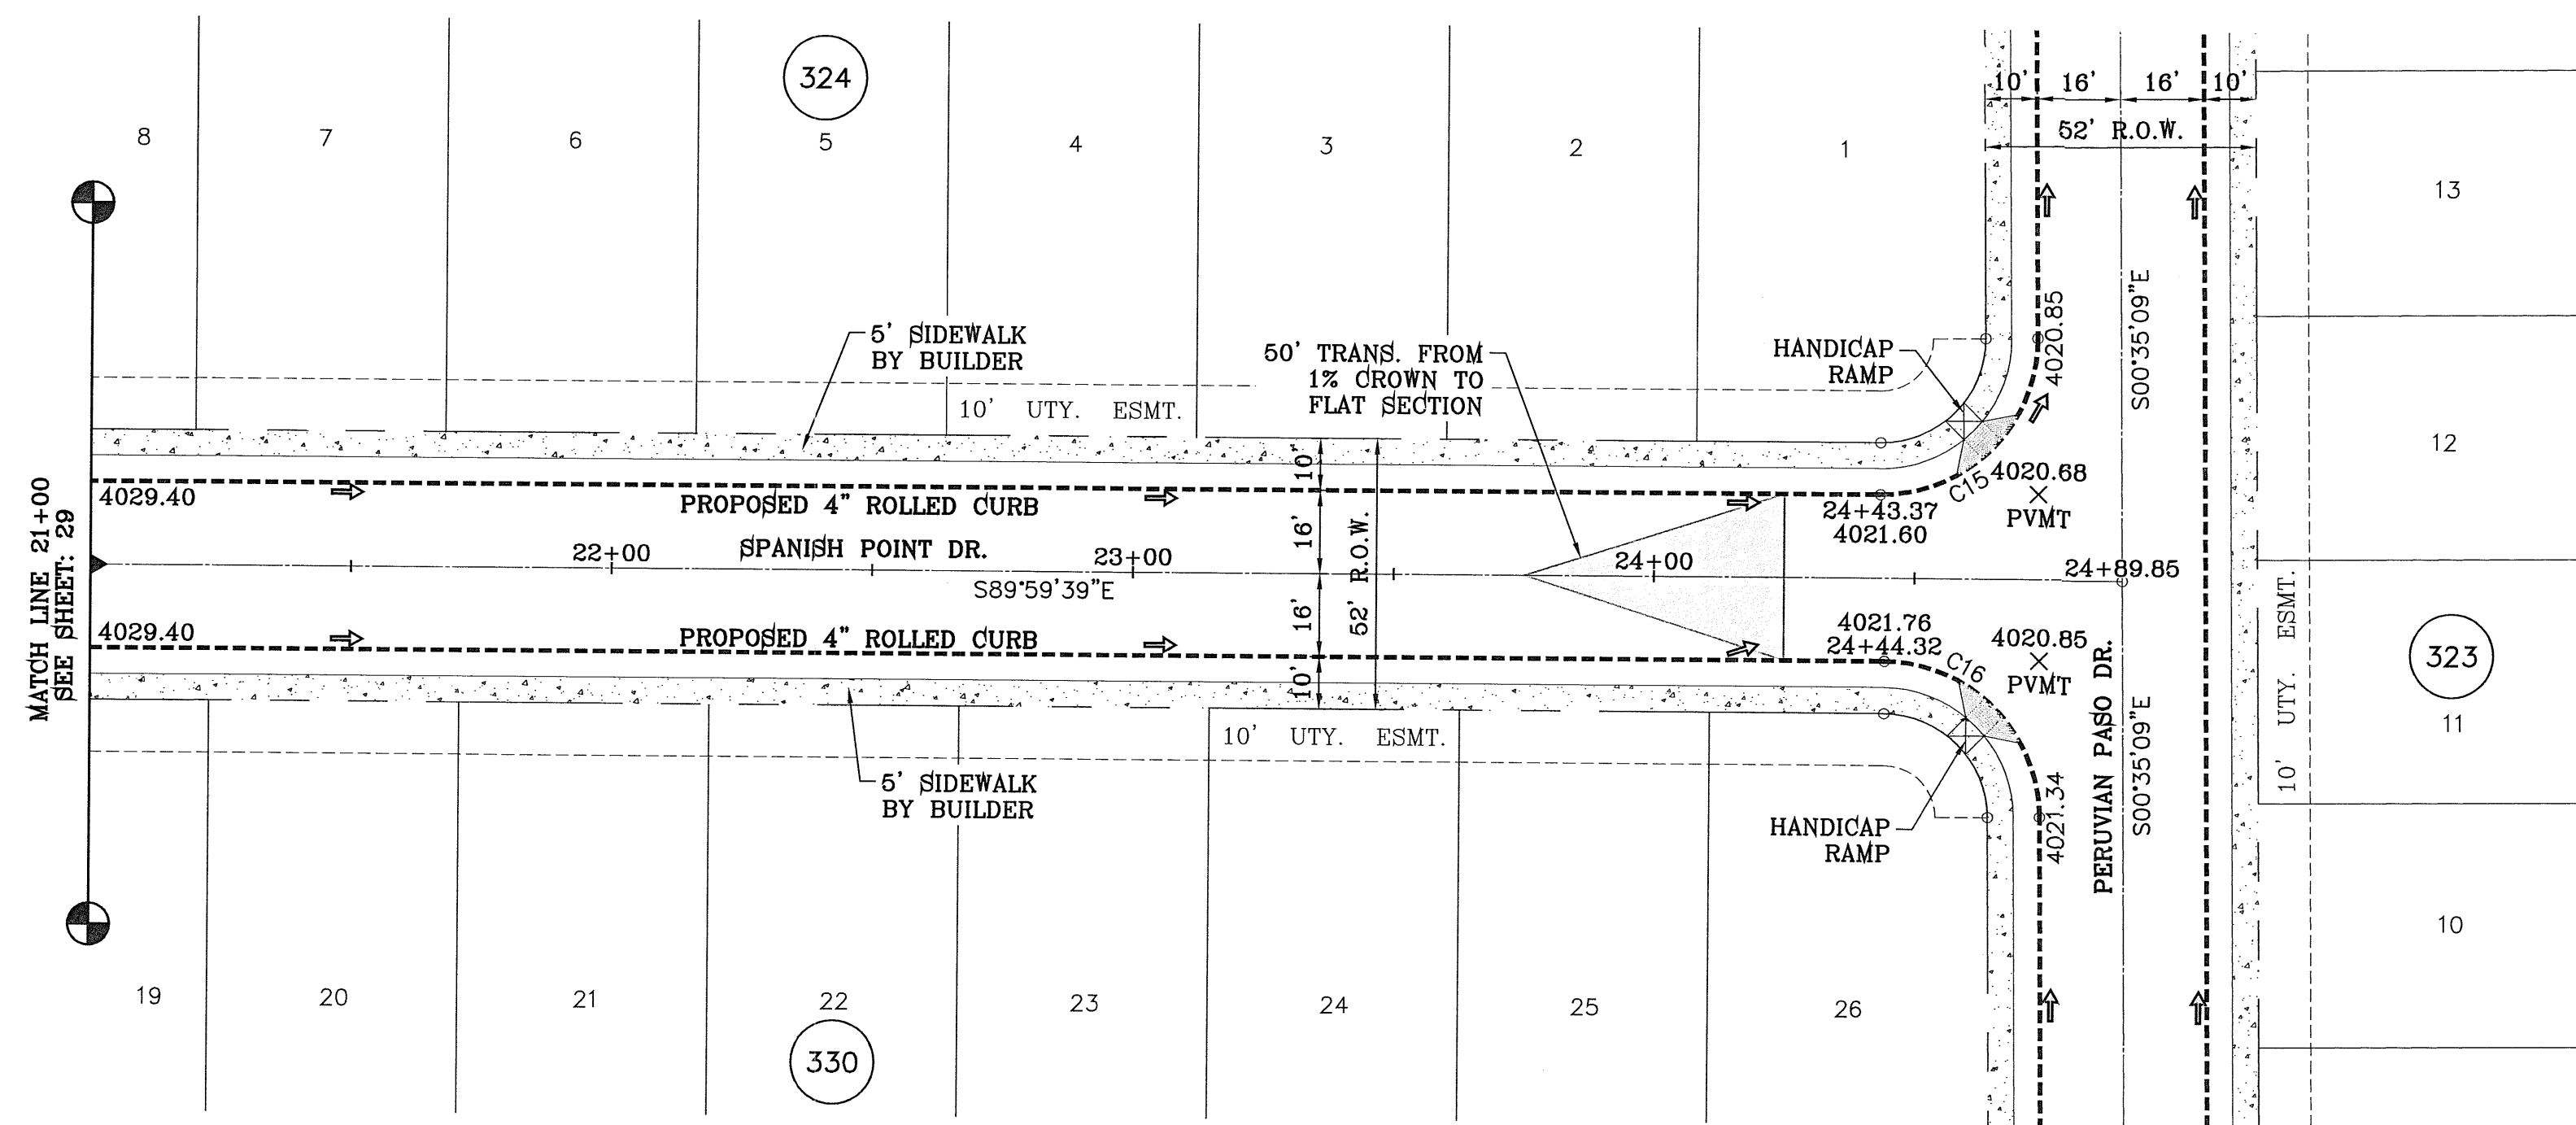 324
10' 16' 16' 10'
52' R.O.W.
8 7 6 5 4 3 2 1
13
5' SIDEWALK
BY BUILDER
50' TRANS. FROM
1% CROWN TO
FLAT SECTION
HANDICAP
RAMP
4020.85
S00°35'09"E
10' UTY. ESMT.
12
MATCH LINE 21+00
SEE SHEET: 29
4029.40
PROPOSED 4" ROLLED CURB
10'
C15
4020.68
PVMT
24+43.37
4021.60
22+00
SPANISH POINT DR.
23+00
S89°59'39"E
16'
52' R.O.W.
24+00
24+89.85
4029.40
PROPOSED 4" ROLLED CURB
16'
10'
4021.76
24+44.32
C16
4020.85
PVMT
PERUVIAN PASO DR.
S00°35'09"E
10' UTY. ESMT.
323
11
10' UTY. ESMT.
5' SIDEWALK
BY BUILDER
HANDICAP
RAMP
4021.34
10
19 20 21 22 23 24 25 26
330